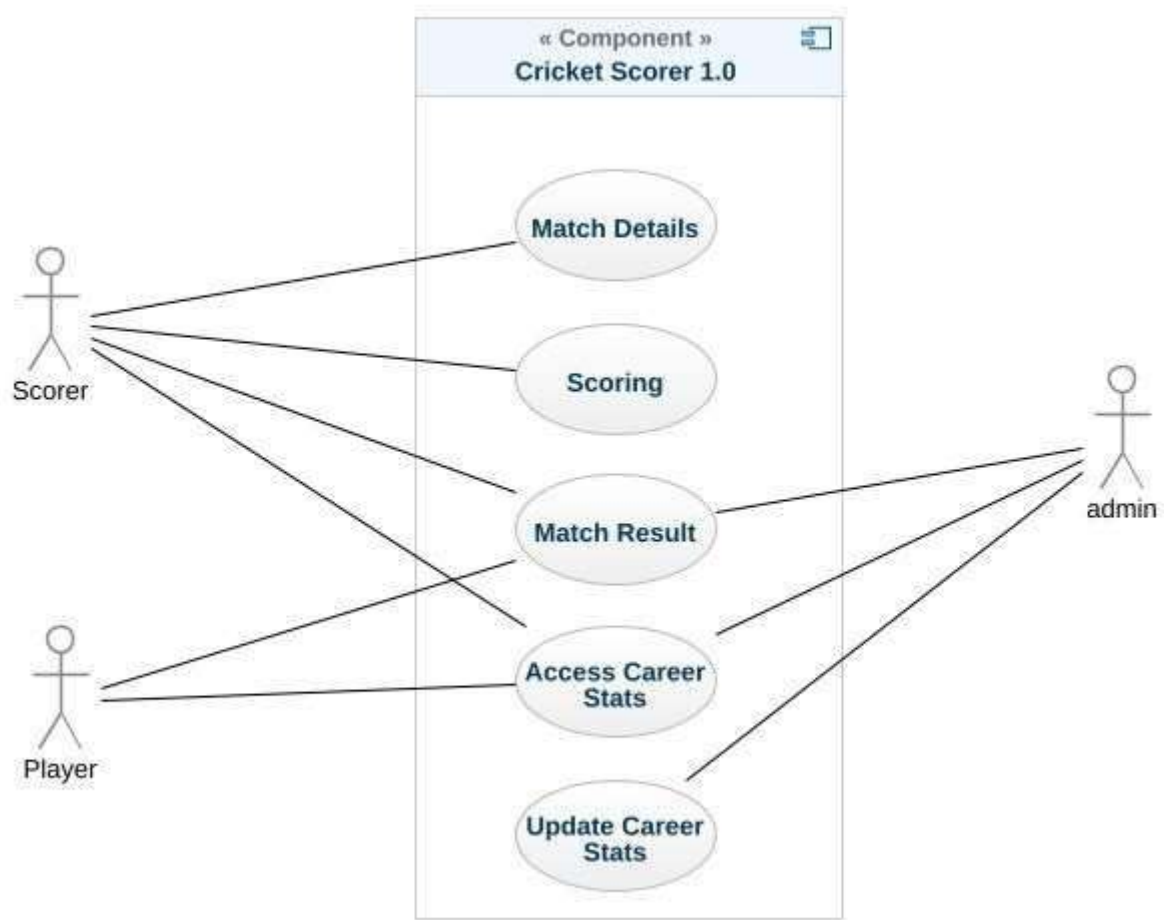 « Component »
Cricket Scorer 1.0
Match Details
Scorer
Scoring
admin
Match Result
Player
Access Career
Stats
Update Career
Stats